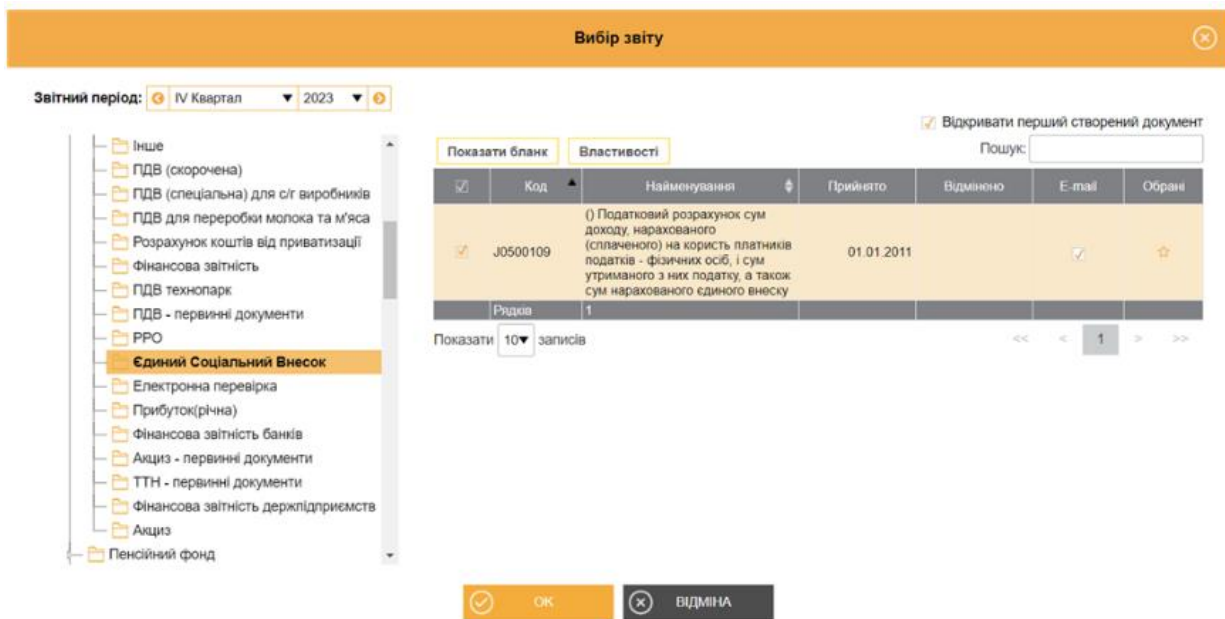 Вибір звіту
Звітний період: IV Квартал 2023
Відкривати перший створений документ
Показати бланк Властивості Пошук:
Інше
ПДВ (скорочена)
ПДВ (спеціальна) для с/г виробників
ПДВ для переробки молока та м'яса
Розрахунок коштів від приватизації
Фінансова звітність
ПДВ технопарк
ПДВ - первинні документи
РРО
Єдиний Соціальний Внесок
Електронна перевірка
Прибуток(річна)
Фінансова звітність банків
Акциз - первинні документи
ТТН - первинні документи
Фінансова звітність держпідприємств
Акциз
Пенсійний фонд
Код Найменування Прийнято Відмінено E-mail Обрані
() Податковий розрахунок сум
доходу, нарахованого
(сплаченого) на користь платників
J0500109 податків - фізичних осіб, і сум 01.01.2011
утриманого з них податку, а також
сум нарахованого єдиного внеску
Рядків 1
Показати 10 записів << < 1 > >>
ОК ВІДМІНА